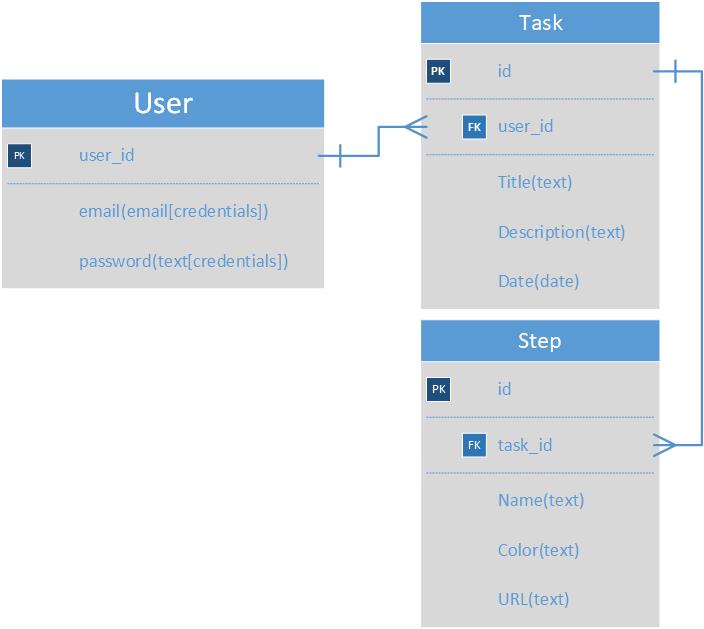 User
PK user_id
email(email[credentials])
password(text[credentials])
Task
PK id
FK user_id
Title(text)
Description(text)
Date(date)
Step
PK id
FK task_id
Name(text)
Color(text)
URL(text)